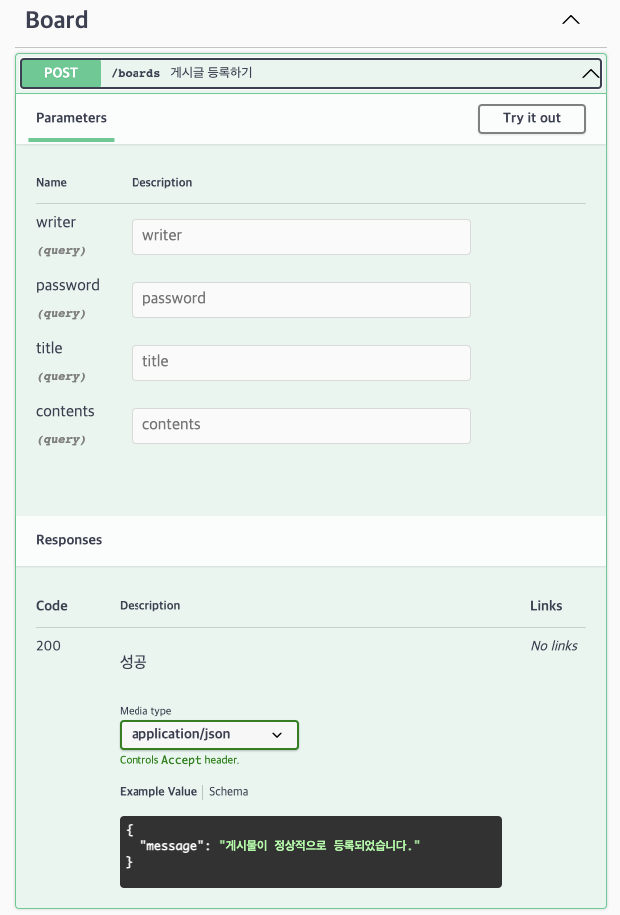 Board
POST /boards 게시글 등록하기
Parameters Try it out
Name Description
writer writer
(query)
password password
(query)
title title
(query)
contents contents
(query)
Responses
Code Description Links
200 No links
성공
Media type
application/json
Controls Accept header.
Example Value Schema
{
"message": "게시물이 정상적으로 등록되었습니다."
}